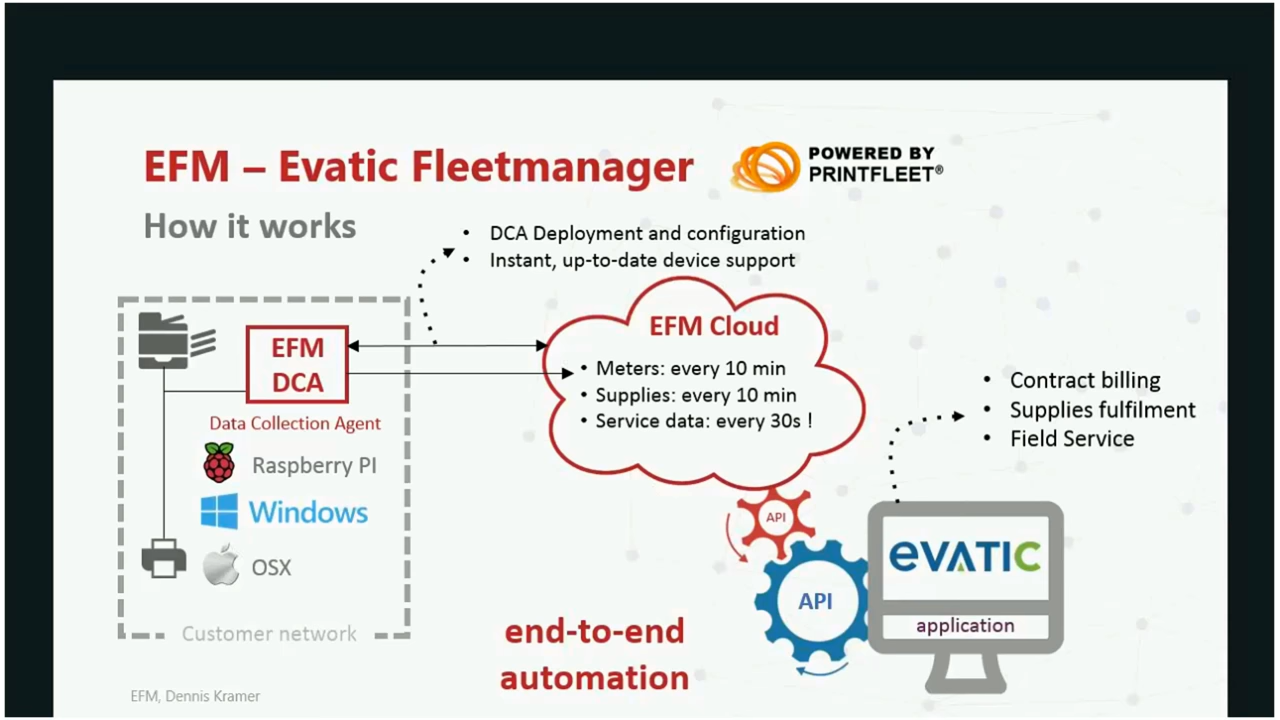 EFM – Evatic Fleetmanager
POWERED BY
PRINTFLEET®
How it works
• DCA Deployment and configuration
• Instant, up-to-date device support
EFM
DCA
Data Collection Agent
Raspberry PI
Windows
OSX
Customer network
EFM Cloud
• Meters: every 10 min
• Supplies: every 10 min
• Service data: every 30s !
• Contract billing
• Supplies fulfilment
• Field Service
API
API
eVATIC
application
end-to-end
automation
EFM, Dennis Kramer